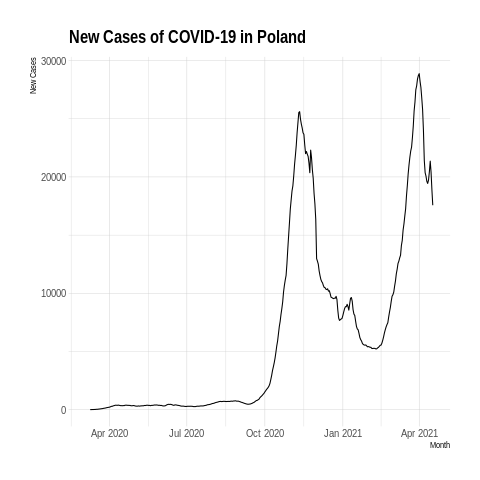 New Cases of COVID-19 in Poland
New Cases
30000
20000
10000
0
Apr 2020
Jul 2020
Oct 2020
Jan 2021
Apr 2021
Month